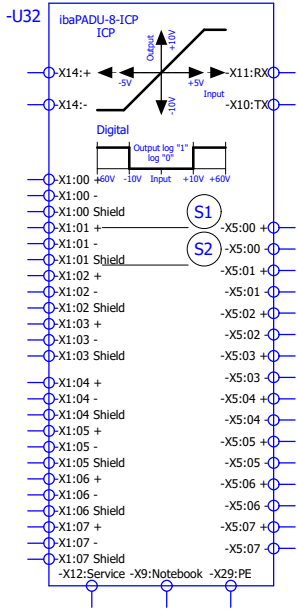 -U32
ibaPADU-8-ICP
ICP
Output
+10V
-X14:+
-5V
+5V
-X11:RX
Input
-X14:-
-10V
-X10:TX
Digital
Output log "1"
log "0"
+60V -10V Input +10V +60V
-X1:00 +
-X1:00 -
-X1:00 Shield
S1
-X1:01 +
-X5:00 +
-X1:01 -
S2
-X5:00 -
-X1:01 Shield
-X5:01 +
-X1:02 +
-X1:02 -
-X5:01 -
-X1:02 Shield
-X5:02 +
-X1:03 +
-X1:03 -
-X5:02 -
-X1:03 Shield
-X5:03 +
-X5:03 -
-X1:04 +
-X1:04 -
-X5:04 +
-X1:04 Shield
-X5:04 -
-X1:05 +
-X1:05 -
-X5:05 +
-X1:05 Shield
-X5:05 -
-X1:06 +
-X5:06 +
-X1:06 -
-X1:06 Shield
-X5:06 -
-X1:07 +
-X5:07 +
-X1:07 -
-X5:07 -
-X1:07 Shield
-X12:Service -X9:Notebook -X29:PE